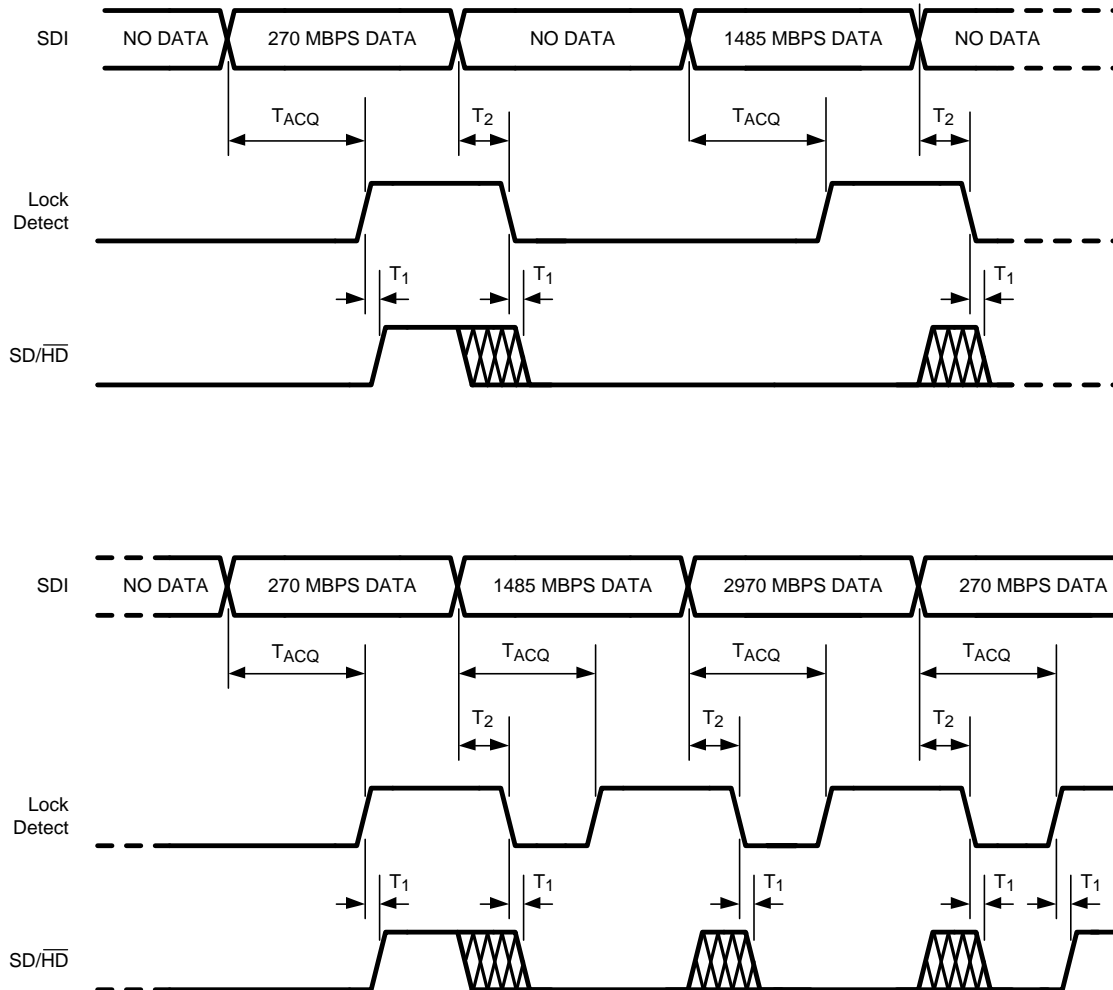 SDI NO DATA 270 MBPS DATA NO DATA 1485 MBPS DATA NO DATA
TACQ T2 TACQ T2
Lock
Detect
T1 T1 T1
SD/HD
SDI NO DATA 270 MBPS DATA 1485 MBPS DATA 2970 MBPS DATA 270 MBPS DATA
TACQ TACQ TACQ TACQ
T2 T2 T2
Lock
Detect
T1 T1 T1 T1 T1
SD/HD